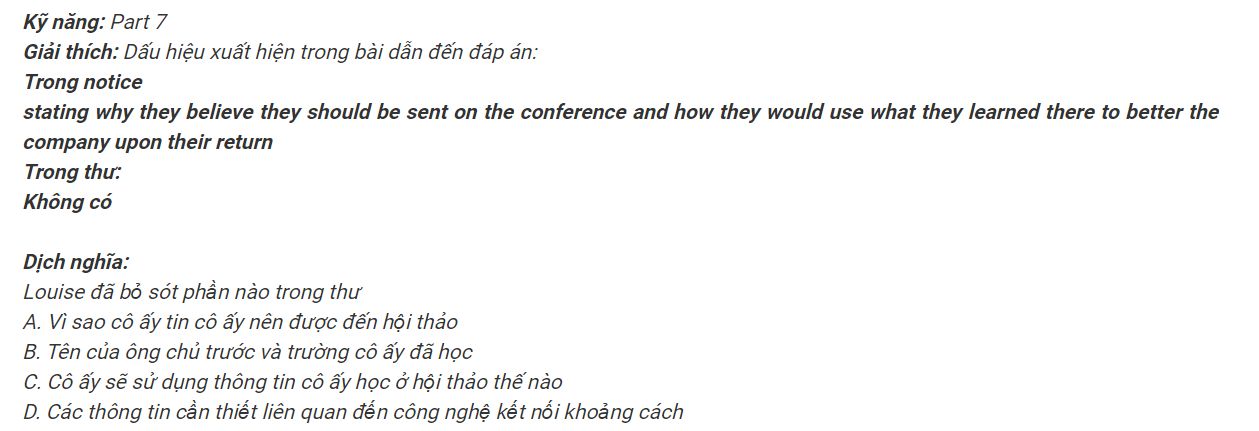 Kỹ năng: Part 7
Giải thích: Dấu hiệu xuất hiện trong bài dẫn đến đáp án:
Trong notice
stating why they believe they should be sent on the conference and how they would use what they learned there to better the
company upon their return
Trong thư:
Không có
Dịch nghĩa:
Louise đã bỏ sót phần nào trong thư
A. Vì sao cô ấy tin cô ấy nên được đến hội thảo
B. Tên của ông chủ trước và trường cô ấy đã học
C. Cô ấy sẽ sử dụng thông tin cô ấy học ở hội thảo thế nào
D. Các thông tin cần thiết liên quan đến công nghệ kết nối khoảng cách